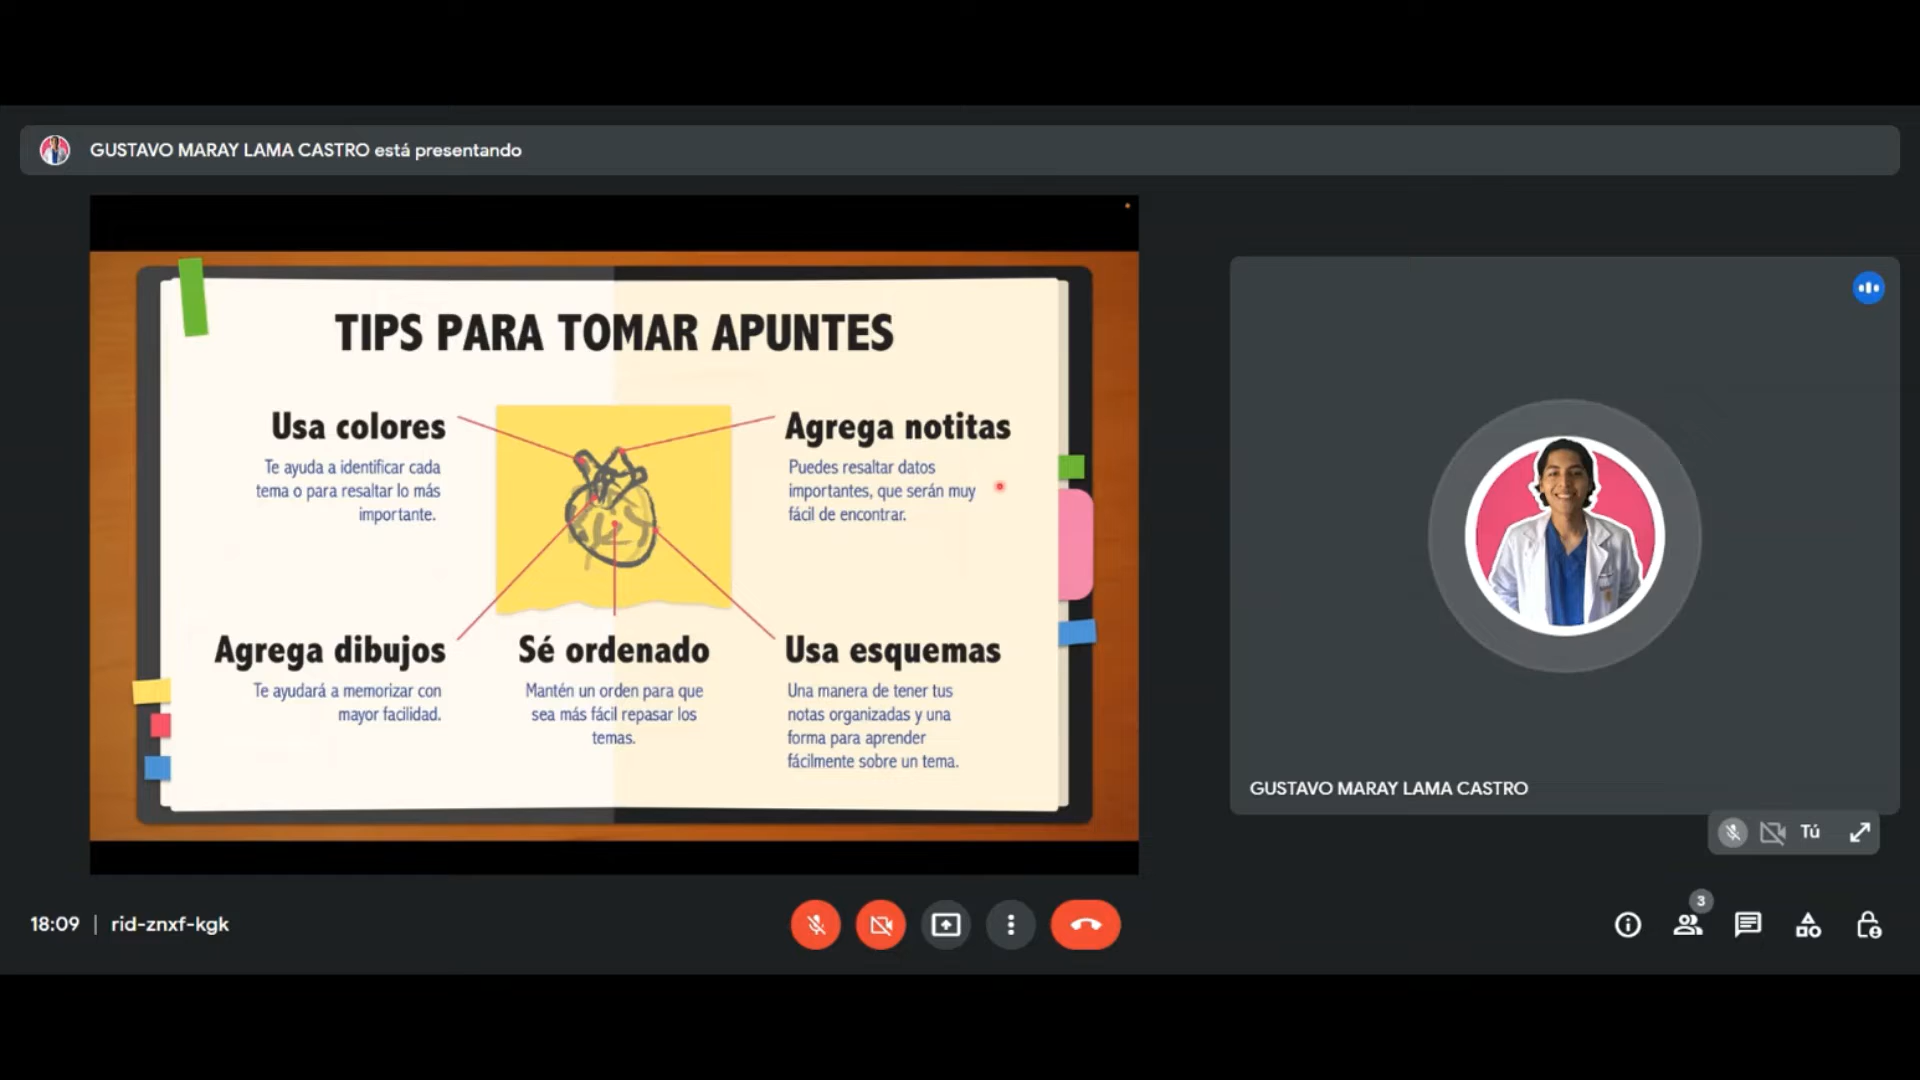 GUSTAVO MARAY LAMA CASTRO está presentando
TIPS PARA TOMAR APUNTES
Usa colores
Te ayuda a identificar cada
tema o para resaltar lo más
importante.
Agrega notitas
Puedes resaltar datos
importantes, que serán muy
fácil de encontrar.
Agrega dibujos
Te ayudará a memorizar con
mayor facilidad.
Sé ordenado
Mantén un orden para que
sea más fácil repasar los
temas.
Usa esquemas
Una manera de tener tus
notas organizadas y una
forma para aprender
fácilmente sobre un tema.
GUSTAVO MARAY LAMA CASTRO
Tú
18:09 | rid-znxf-kgk
3